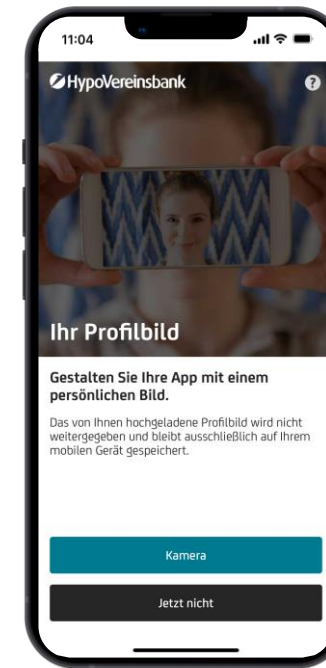 11:04
HypoVereinsbank
?
Ihr Profilbild
Gestalten Sie Ihre App mit einem
persönlichen Bild.
Das von Ihnen hochgeladene Profilbild wird nicht
weitergegeben und bleibt ausschließlich auf Ihrem
mobilen Gerät gespeichert.
Kamera
Jetzt nicht